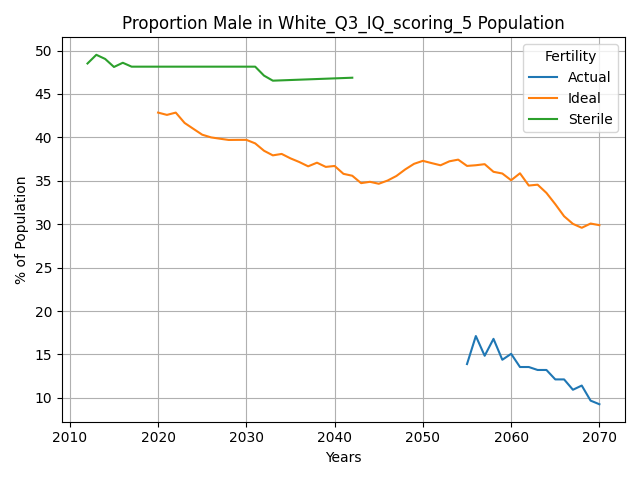 Proportion Male in White_Q3_IQ_scoring_5 Population
Fertility
Actual
Ideal
Sterile
% of Population
50
45
40
35
30
25
20
15
10
2010 2020 2030 2040 2050 2060 2070
Years